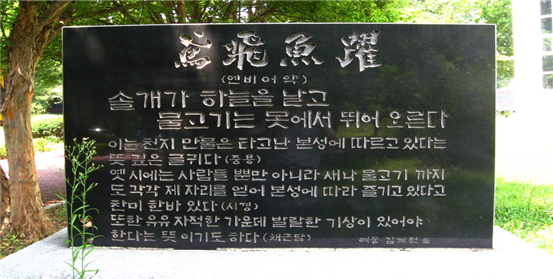 鳶飛魚躍
(연비어약)
솔개가 하늘을 날고
물고기는 못에서 뛰어 오른다
이는 천지 만물은 타고난 본성에 따르고 있다는
뜻 깊은 글귀다 (중용)
옛 시에는 사람들 뿐만 아니라 새나 물고기 까지
도 각각 제 자리를 얻어 본성에 따라 즐기고 있다고
찬미 한바 있다 (시경)
또한 유유 자적한 가운데 발랄한 기상이 있어야
한다는 뜻 이기도 하다 (채근담)